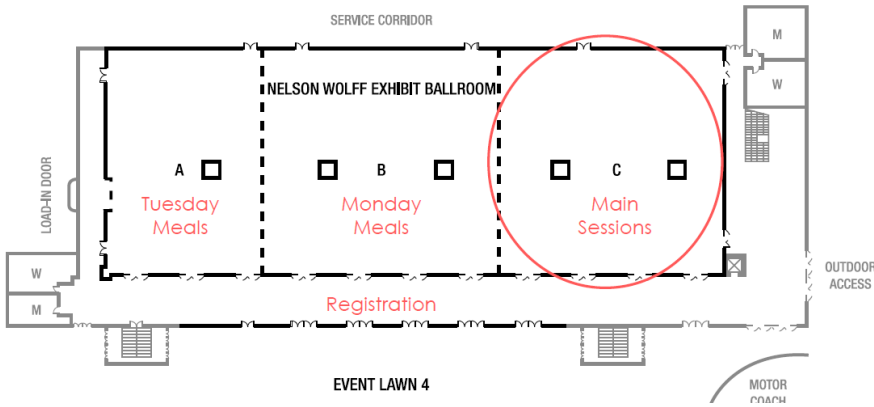 SERVICE CORRIDOR
M
NELSON WOLFF EXHIBIT BALLROOM
W
LOAD-IN DOOR
A
B
C
Tuesday
Meals
Monday
Meals
Main
Sessions
W
OUTDOOR
ACCESS
M
Registration
EVENT LAWN 4
MOTOR
COACH